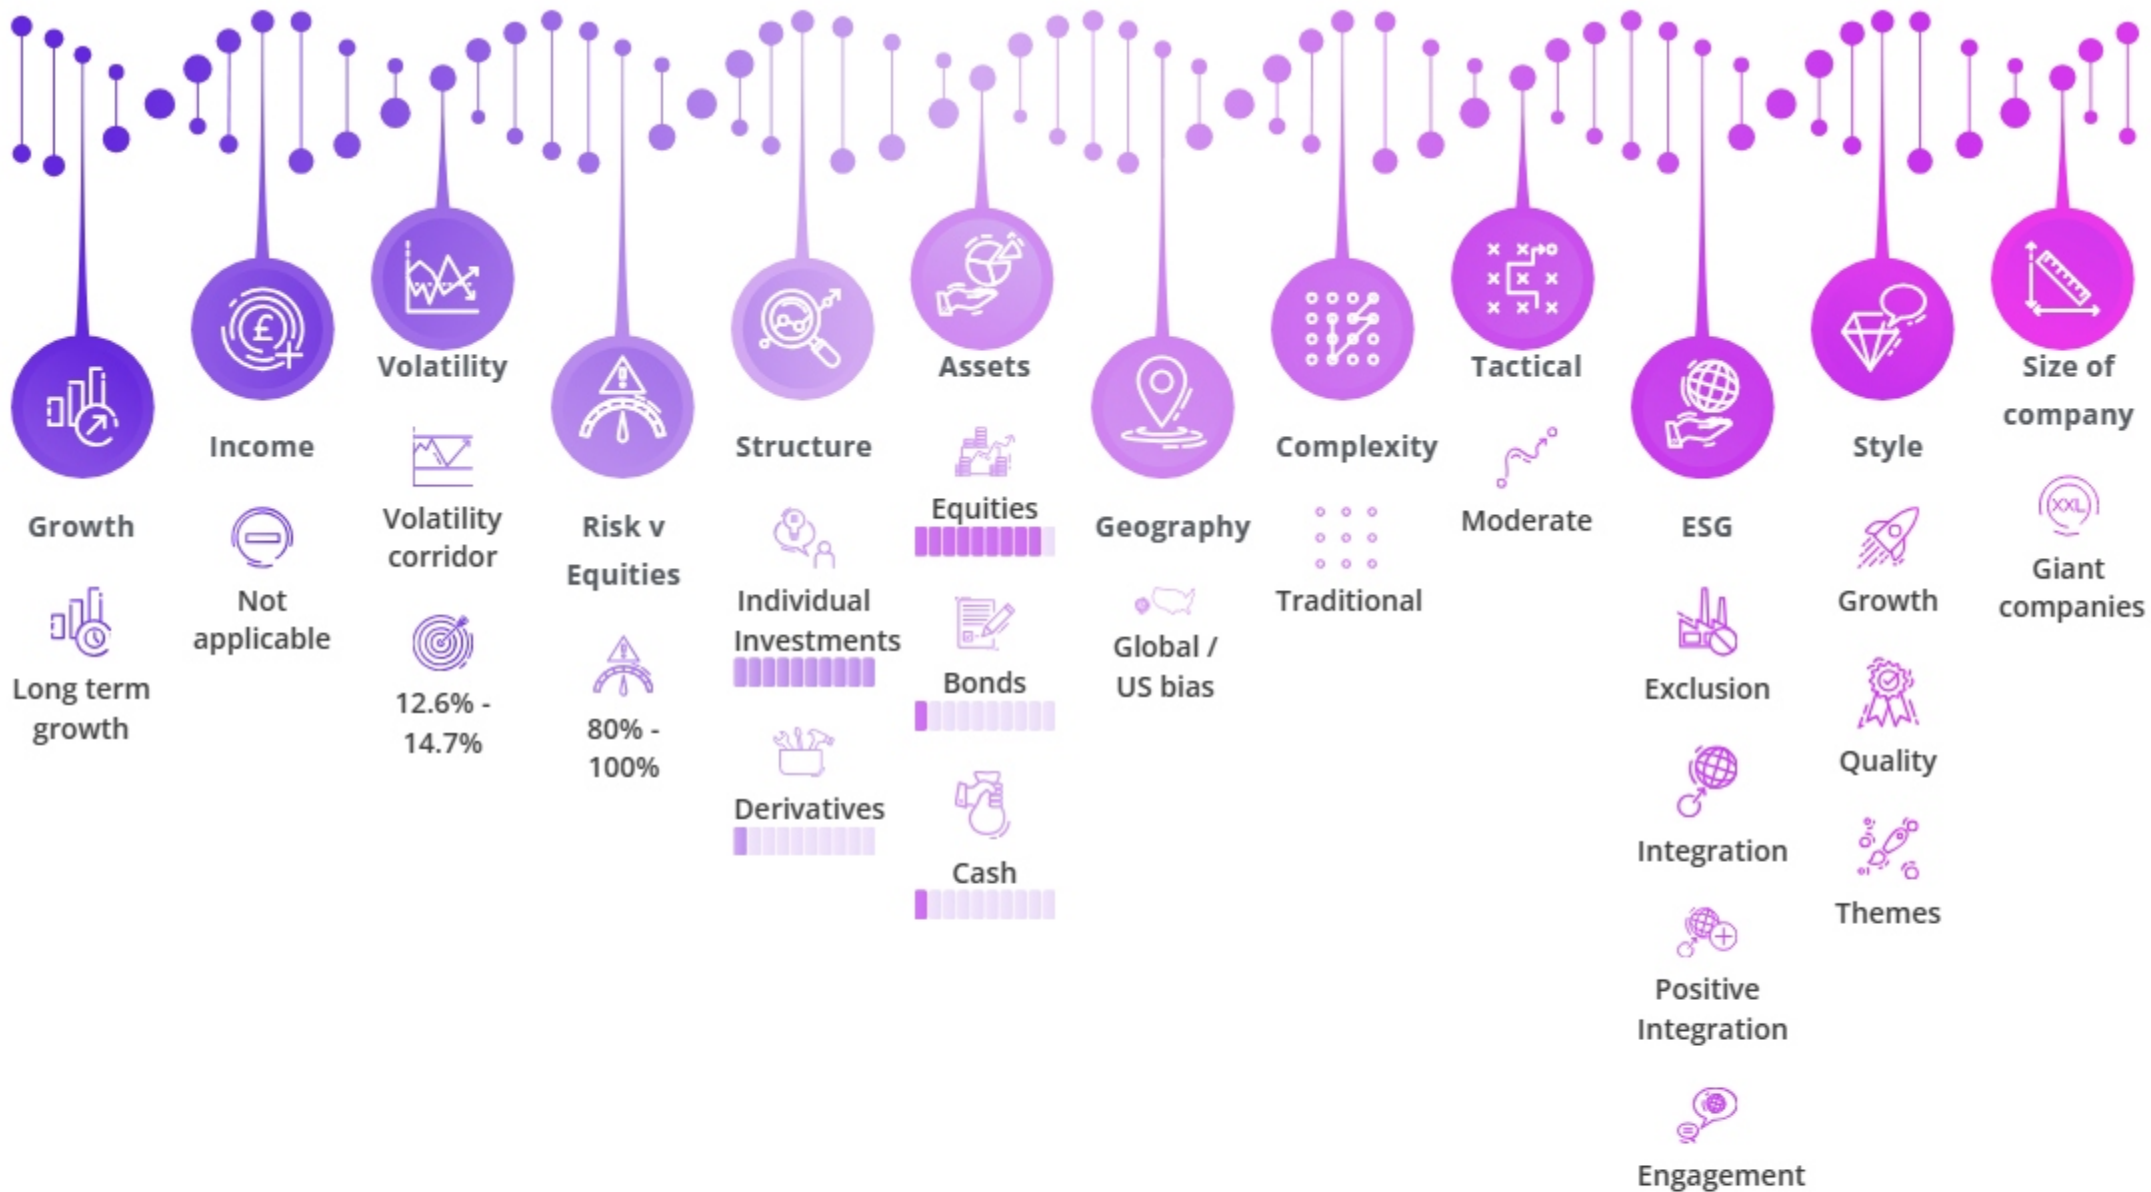 Growth
Long term
growth
Income
Not
applicable
Volatility
Volatility
corridor
12.6% -
14.7%
Risk v
Equities
80% -
100%
Structure
Individual
Investments
Derivatives
Assets
Equities
Bonds
Cash
Geography
Global /
US bias
Complexity
Traditional
Tactical
Moderate
ESG
Exclusion
Integration
Positive
Integration
Engagement
Style
Growth
Quality
Themes
Size of
company
XXL
Giant
companies
£